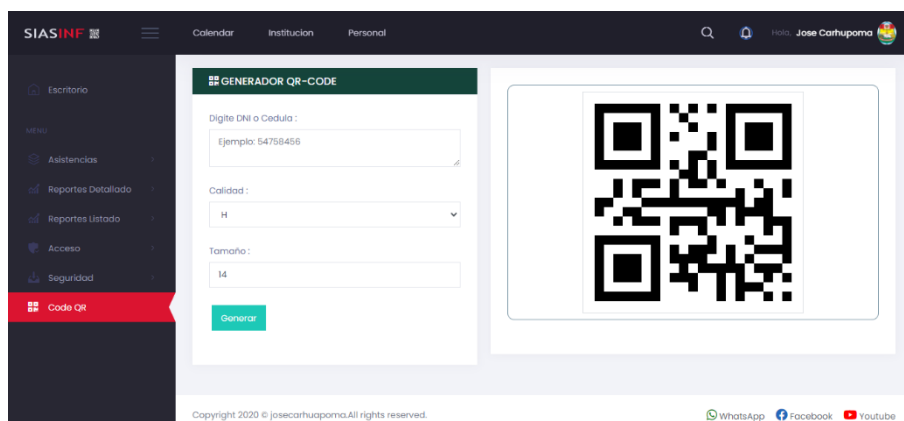 SIASINF
Calendar Institucion Personal
Hola, Jose Carhupoma
Escritorio
MENU
Asistencias
Reportes Detallado
Reportes Listado
Acceso
Seguridad
Code QR
GENERADOR QR-CODE
Digite DNI o Cedula :
Ejemplo: 54758456
Calidad :
H
Tamaño :
14
Generar
Copyright 2020 © josecarhuapoma.All rights reserved.
WhatsApp Facebook Youtube